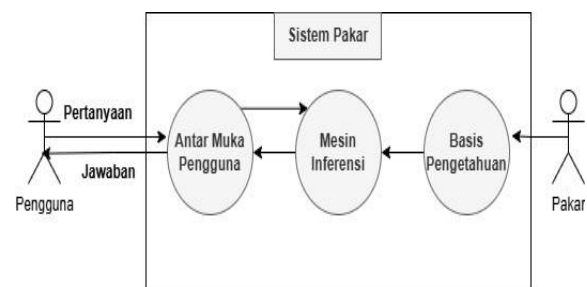 Sistem Pakar
Pertanyaan
Jawaban
Pengguna
Antar Muka
Pengguna
Mesin
Inferensi
Basis
Pengetahuan
Pakar